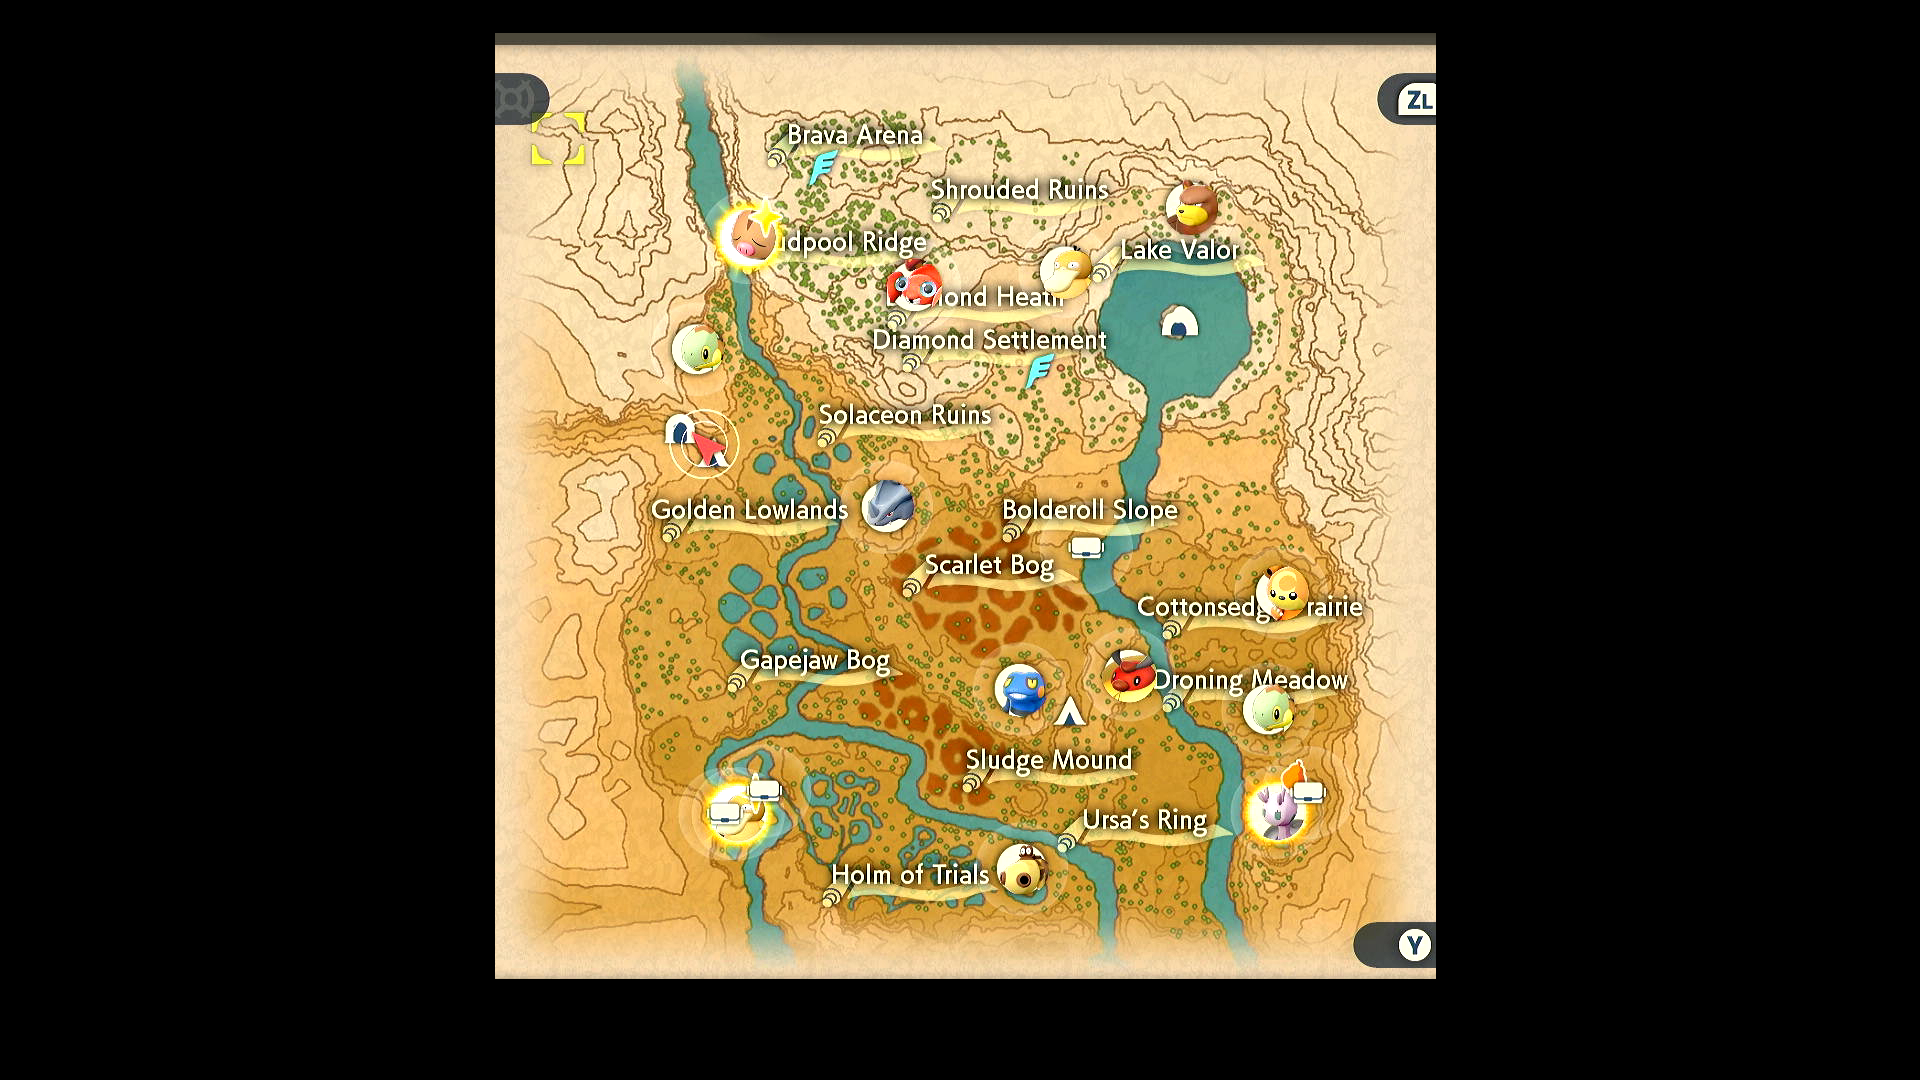 ZL
Brava Arena
Shrouded Ruins
dpool Ridge
Lake Valor
ond Heath
Diamond Settlement
Solaceon Ruins
Golden Lowlands
Bolderoll Slope
Scarlet Bog
Cottonsedg rairie
Gapejaw Bog
Droning Meadow
Sludge Mound
Ursa's Ring
Holm of Trials
Y